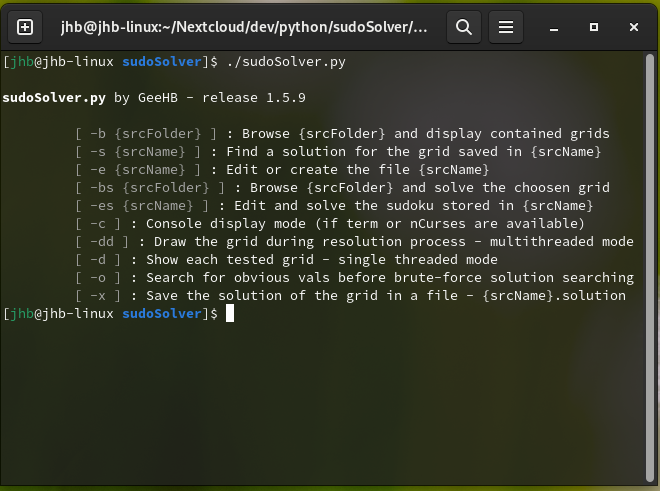 jhb@jhb-linux:~/Nextcloud/dev/python/sudoSolver/...
[jhb@jhb-linux sudoSolver]$ ./sudoSolver.py
sudoSolver.py by GeeHB - release 1.5.9
[ -b {srcFolder} ] : Browse {srcFolder} and display contained grids
[ -s {srcName} ] : Find a solution for the grid saved in {srcName}
[ -e {srcName} ] : Edit or create the file {srcName}
[ -bs {srcFolder} ] : Browse {srcFolder} and solve the choosen grid
[ -es {srcName} ] : Edit and solve the sudoku stored in {srcName}
[ -c ] : Console display mode (if term or nCurses are available)
[ -dd ] : Draw the grid during resolution process - multithreaded mode
[ -d ] : Show each tested grid - single threaded mode
[ -o ] : Search for obvious vals before brute-force solution searching
[ -x ] : Save the solution of the grid in a file - {srcName}.solution
[jhb@jhb-linux sudoSolver]$